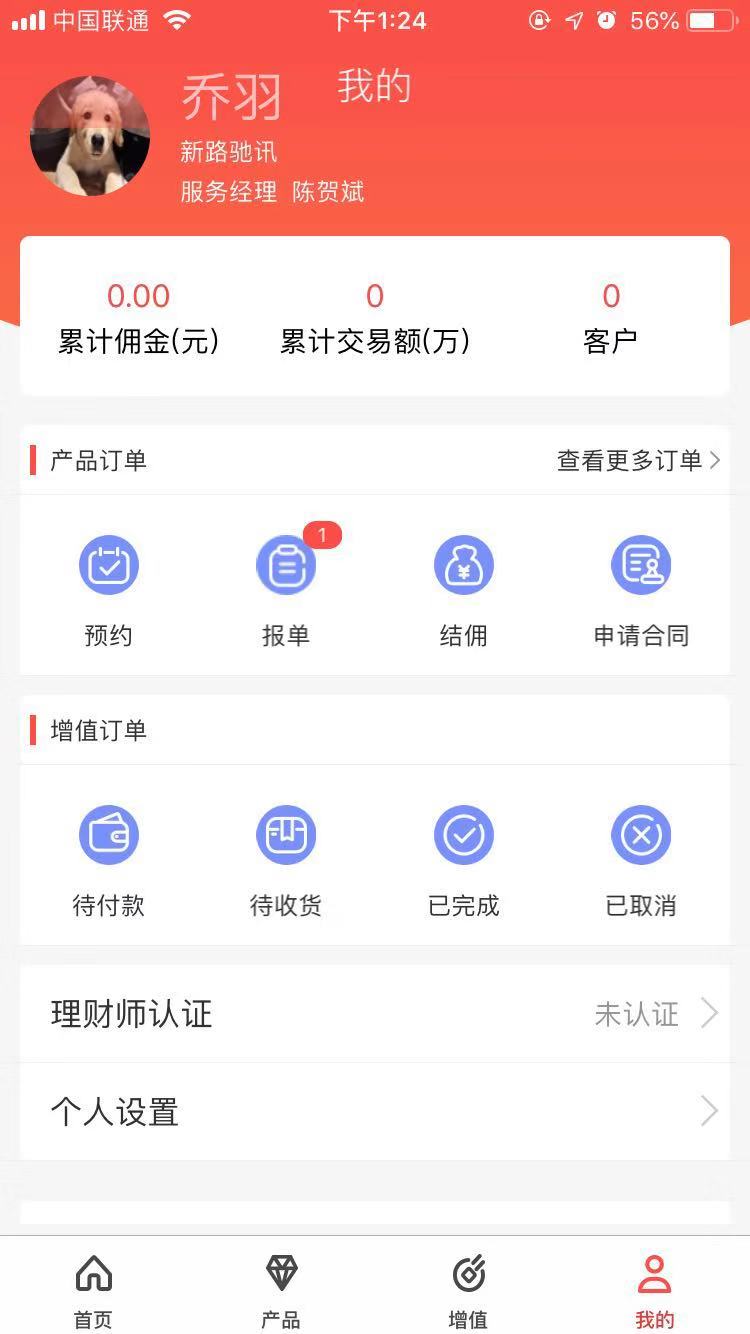 中国联通 下午1:24 56%
我的
乔羽
新路驰讯
服务经理 陈贺斌
0.00 0 0
累计佣金(元) 累计交易额(万) 客户
产品订单 查看更多订单
1
预约 报单 结佣 申请合同
增值订单
待付款 待收货 已完成 已取消
理财师认证 未认证
个人设置
首页 产品 增值 我的